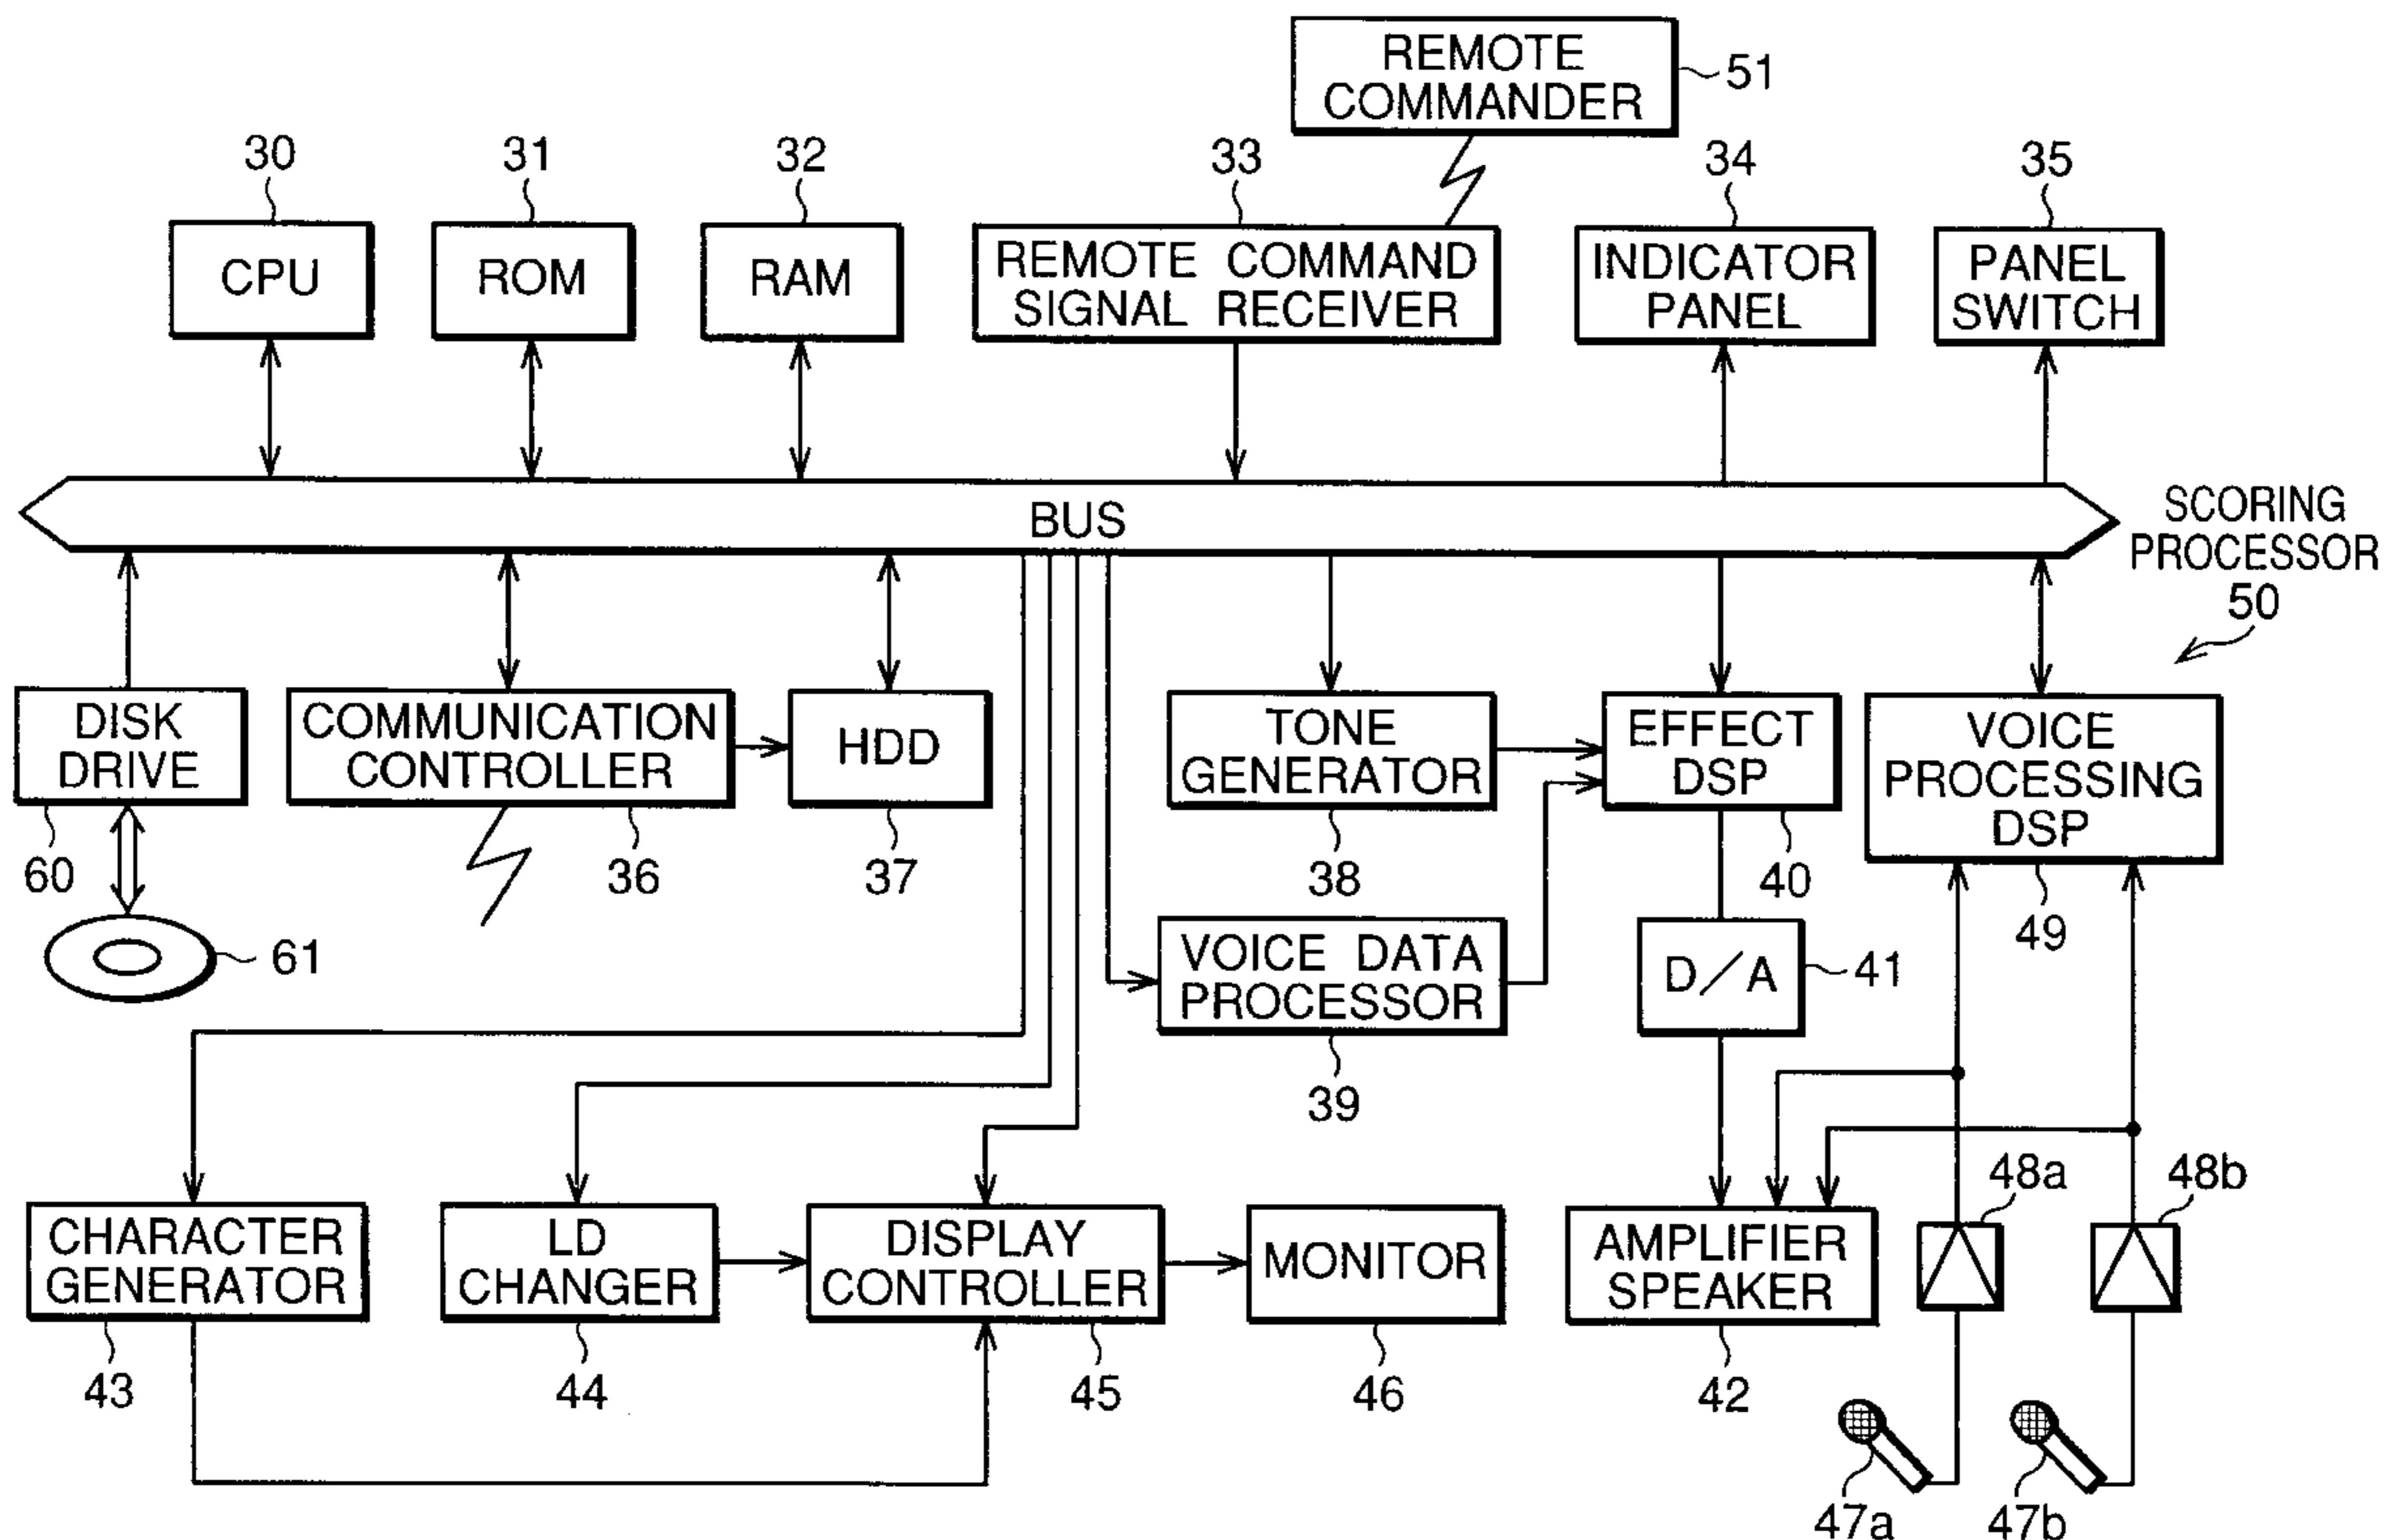 REMOTE
COMMANDER
51
30
31
32
33
34
35
CPU
ROM
RAM
REMOTE COMMAND
SIGNAL RECEIVER
INDICATOR
PANEL
PANEL
SWITCH
BUS
SCORING
PROCESSOR
50
DISK
DRIVE
COMMUNICATION
CONTROLLER
HDD
TONE
GENERATOR
EFFECT
DSP
VOICE
PROCESSING
DSP
60
36
37
38
40
49
61
VOICE DATA
PROCESSOR
D/A
41
39
48a
48b
CHARACTER
GENERATOR
LD
CHANGER
DISPLAY
CONTROLLER
MONITOR
AMPLIFIER
SPEAKER
43
44
45
46
42
47a
47b